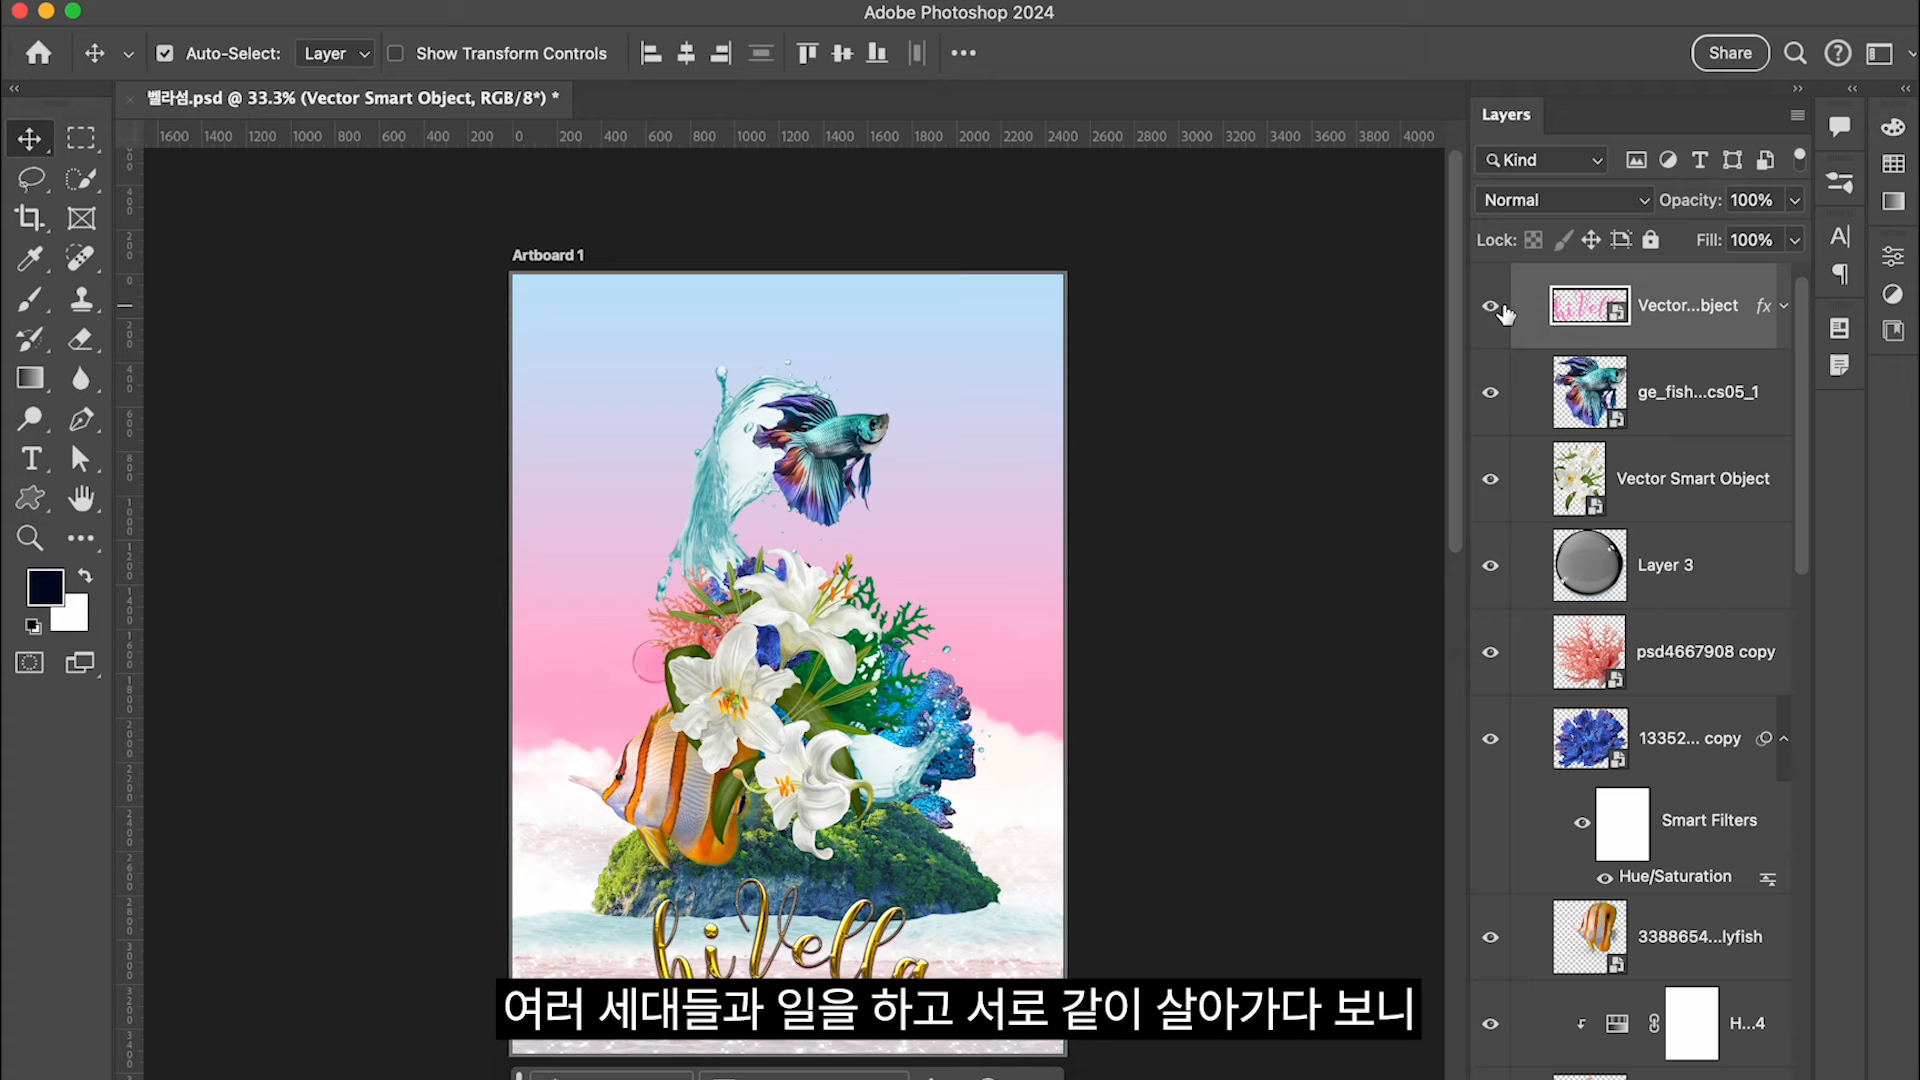 Adobe Photoshop 2024
Auto-Select: Layer Show Transform Controls Share
벨라섬.psd @ 33.3% (Vector Smart Object, RGB/8*) *
1600 1400 1200 1000 800 600 400 200 0 200 400 600 800 1000 1200 1400 1600 1800 2000 2200 2400 2600 2800 3000 3200 3400 3600 3800 4000
Artboard 1
hiVella
여러 세대들과 일을 하고 서로 같이 살아가다 보니
Layers
Kind
Normal Opacity: 100%
Lock: Fill: 100%
hiVella Vector...bject fx
ge_fish...cs05_1
Vector Smart Object
Layer 3
psd4667908 copy
13352... copy
Smart Filters
Hue/Saturation
3388654...lyfish
H...4